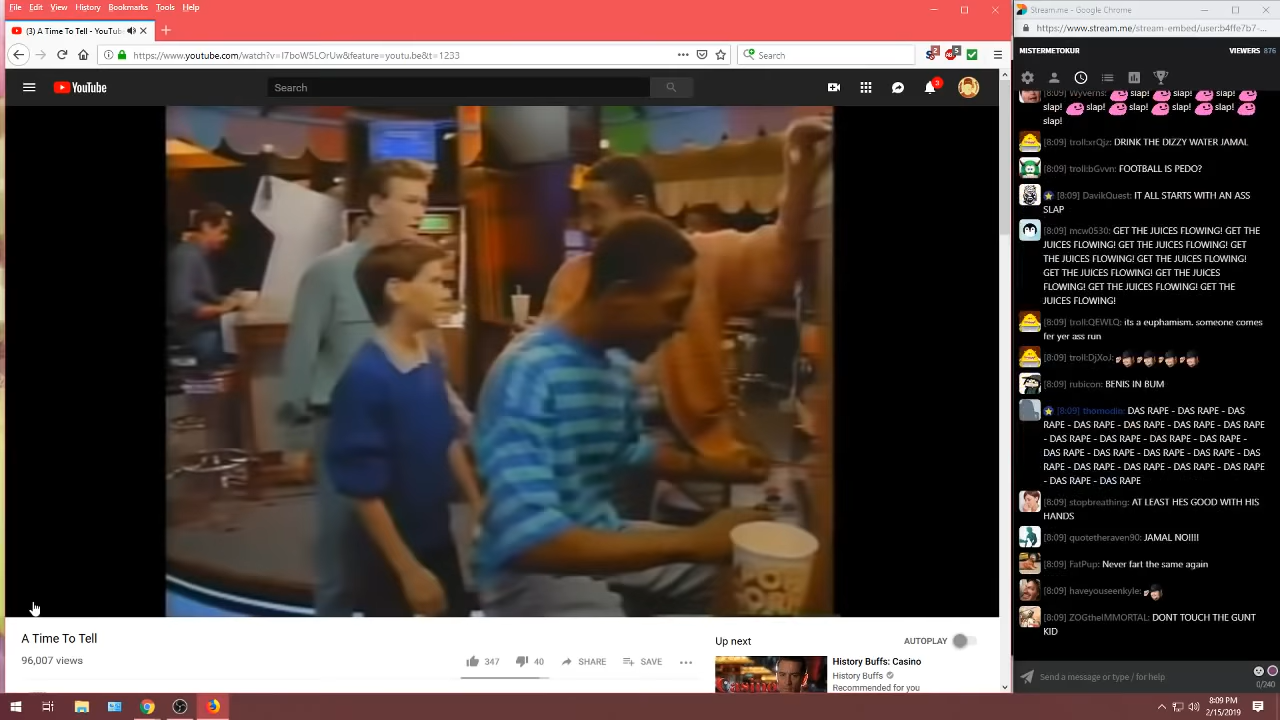 File Edit View History Bookmarks Tools Help
(3) A Time To Tell - YouTub
https://www.youtube.com/watch?v=I7boW5LOrUw&feature=youtu.be&t=1233
Search
2
5
YouTube
Search
3
A Time To Tell
96,007 views
347
40
SHARE
SAVE
Up next
AUTOPLAY
History Buffs: Casino
History Buffs
Recommended for you
Stream.me - Google Chrome
https://www.stream.me/stream-embed/user:b4ffe7b7-...
MISTERMETOKUR
VIEWERS 876
[8:09] Wyverns: slap! slap!
slap! slap! slap! slap!
slap!
[8:09] troll:xrQjz: DRINK THE DIZZY WATER JAMAL
[8:09] troll:bGvvn: FOOTBALL IS PEDO?
[8:09] DavikQuest: IT ALL STARTS WITH AN ASS
SLAP
[8:09] mcw0530: GET THE JUICES FLOWING! GET THE
JUICES FLOWING! GET THE JUICES FLOWING! GET
THE JUICES FLOWING! GET THE JUICES FLOWING!
GET THE JUICES FLOWING! GET THE JUICES
FLOWING! GET THE JUICES FLOWING! GET THE
JUICES FLOWING!
[8:09] troll:QEWLQ: its a euphamism. someone comes
fer yer ass run
[8:09] troll:DjXoJ:
[8:09] rubicon: BENIS IN BUM
[8:09] thomodin: DAS RAPE - DAS RAPE - DAS
RAPE - DAS RAPE - DAS RAPE - DAS RAPE - DAS RAPE
- DAS RAPE - DAS RAPE - DAS RAPE - DAS RAPE -
DAS RAPE - DAS RAPE - DAS RAPE - DAS RAPE - DAS
RAPE - DAS RAPE - DAS RAPE - DAS RAPE - DAS RAPE
- DAS RAPE - DAS RAPE
[8:09] stopbreathing: AT LEAST HES GOOD WITH HIS
HANDS
[8:09] quotetheraven90: JAMAL NO!!!!
[8:09] FatPup: Never fart the same again
[8:09] haveyouseenkyle:
[8:09] ZOGtheIMMORTAL: DONT TOUCH THE GUNT
KID
Send a message or type / for help
0/240
8:09 PM
2/15/2019